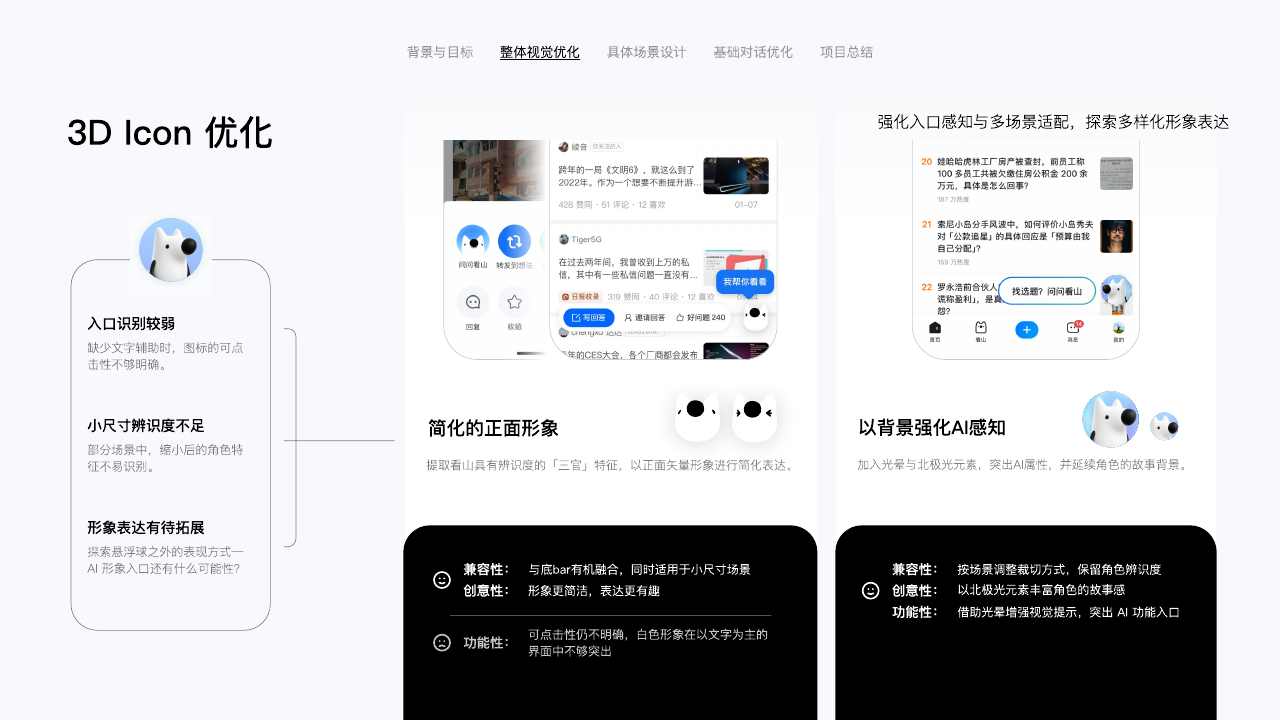 背景与目标 整体视觉优化 具体场景设计 基础对话优化 项目总结
3D Icon 优化
强化入口感知与多场景适配，探索多样化形象表达
入口识别较弱
缺少文字辅助时，图标的可点
击性不够明确。
小尺寸辨识度不足
部分场景中，缩小后的角色特
征不易识别。
形象表达有待拓展
探索悬浮球之外的表现方式—
AI 形象入口还有什么可能性？
问问看山
转发到想法
回复
收藏
绫音
跨年的一局《文明6》，就这么到了
2022年。作为一个想要不断提升游...
428 赞同 · 51 评论 · 12 喜欢 01-07
Tiger5G
在过去两年间，我曾收到上万的私
信，其中有一些私信问题一直没有...
日报收录 319 赞同 · 40 评论 · 12 喜欢
我帮你看看
写回答 邀请回答 好问题 240
年的CES大会，各个厂商都会发布
简化的正面形象
提取看山具有辨识度的「三官」特征，以正面矢量形象进行简化表达。
兼容性： 与底bar有机融合，同时适用于小尺寸场景
创意性： 形象更简洁，表达更有趣
功能性： 可点击性仍不明确，白色形象在以文字为主的
界面中不够突出
20 娃哈哈虎林工厂房产被查封，前员工称
100 多员工共被欠缴住房公积金 200 余
万元，具体是怎么回事？
187 万热度
21 索尼小岛分手风波中，如何评价小岛秀夫
对「公款追星」的具体回应是「预算由我
自己分配」？
159 万热度
22 罗永浩前合伙人
谎称盈利」，是真
怨？
找选题？问问看山
首页 看山 消息 我的
以背景强化AI感知
加入光晕与北极光元素，突出AI属性，并延续角色的故事背景。
兼容性： 按场景调整裁切方式，保留角色辨识度
创意性： 以北极光元素丰富角色的故事感
功能性： 借助光晕增强视觉提示，突出 AI 功能入口